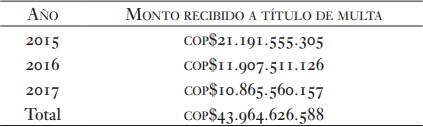 Año Monto recibido a título de multa
2015 COP$21.191.555.305
2016 COP$11.907.511.126
2017 COP$10.865.560.157
Total COP$43.964.626.588